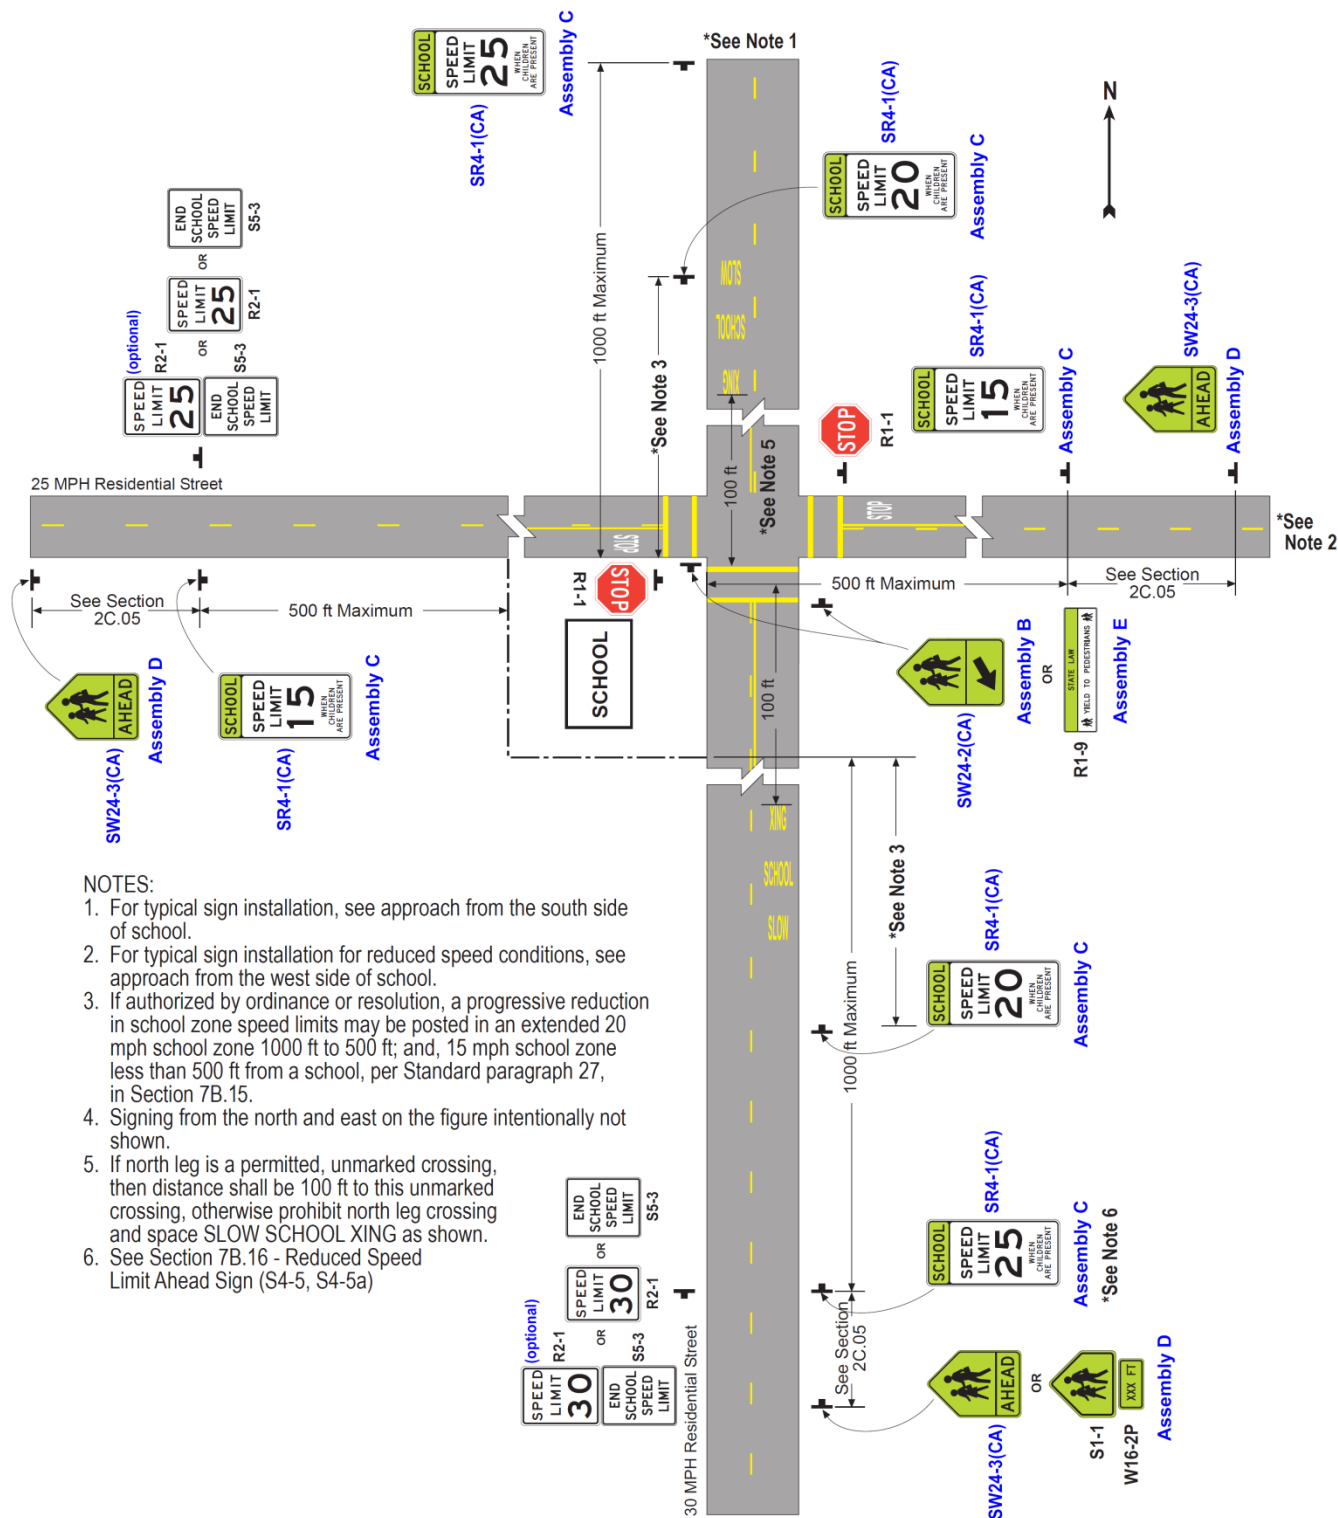 *See Note 1
SCHOOL
SPEED
LIMIT
25
WHEN
CHILDREN
ARE PRESENT
SR4-1(CA)
Assembly C
N
SCHOOL
SPEED
LIMIT
20
WHEN
CHILDREN
ARE PRESENT
SR4-1(CA)
Assembly C
1000 ft Maximum
*See Note 3
SLOW
SCHOOL
XING
END
SCHOOL
SPEED
LIMIT
S5-3
OR
SPEED
LIMIT
25
R2-1
OR
(optional)
SPEED
LIMIT
25
R2-1
END
SCHOOL
SPEED
LIMIT
S5-3
25 MPH Residential Street
100 ft
*See Note 5
STOP
R1-1
SCHOOL
SPEED
LIMIT
15
WHEN
CHILDREN
ARE PRESENT
SR4-1(CA)
Assembly C
AHEAD
SW24-3(CA)
Assembly D
*See
Note 2
STOP
STOP
STOP
R1-1
SCHOOL
See Section
2C.05
500 ft Maximum
500 ft Maximum
See Section
2C.05
AHEAD
SW24-3(CA)
Assembly D
SCHOOL
SPEED
LIMIT
15
WHEN
CHILDREN
ARE PRESENT
SR4-1(CA)
Assembly C
100 ft
SW24-2(CA)
Assembly B
OR
STATE LAW
YIELD TO PEDESTRIANS
R1-9
Assembly E
XING
SCHOOL
SLOW
*See Note 3
1000 ft Maximum
SCHOOL
SPEED
LIMIT
20
WHEN
CHILDREN
ARE PRESENT
SR4-1(CA)
Assembly C
NOTES:
1. For typical sign installation, see approach from the south side
of school.
2. For typical sign installation for reduced speed conditions, see
approach from the west side of school.
3. If authorized by ordinance or resolution, a progressive reduction
in school zone speed limits may be posted in an extended 20
mph school zone 1000 ft to 500 ft; and, 15 mph school zone
less than 500 ft from a school, per Standard paragraph 27,
in Section 7B.15.
4. Signing from the north and east on the figure intentionally not
shown.
5. If north leg is a permitted, unmarked crossing,
then distance shall be 100 ft to this unmarked
crossing, otherwise prohibit north leg crossing
and space SLOW SCHOOL XING as shown.
6. See Section 7B.16 - Reduced Speed
Limit Ahead Sign (S4-5, S4-5a)
END
SCHOOL
SPEED
LIMIT
S5-3
OR
SPEED
LIMIT
30
R2-1
OR
(optional)
SPEED
LIMIT
30
R2-1
END
SCHOOL
SPEED
LIMIT
S5-3
30 MPH Residential Street
SCHOOL
SPEED
LIMIT
25
WHEN
CHILDREN
ARE PRESENT
SR4-1(CA)
Assembly C
*See Note 6
See Section
2C.05
AHEAD
SW24-3(CA)
OR
S1-1
XXX FT
W16-2P
Assembly D